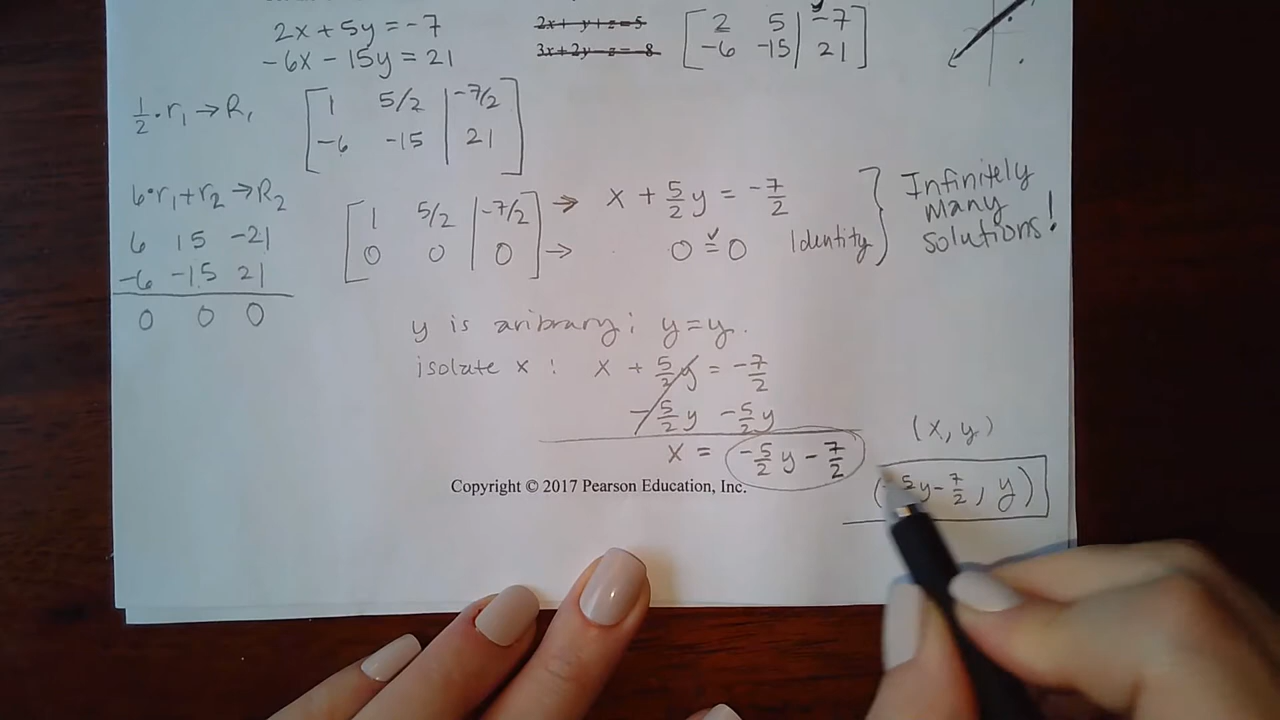 2x + 5y = -7
-6x - 15y = 21
2x + y + z = 5
3x + 2y - z = -8
[ 2 5 | -7 ]
[ -6 -15 | 21 ]
1/2 · r₁ → R₁
[ 1 5/2 | -7/2 ]
[ -6 -15 | 21 ]
6·r₁ + r₂ → R₂
6 15 -21
-6 -15 21
0 0 0
[ 1 5/2 | -7/2 ] → x + 5/2 y = -7/2
[ 0 0 | 0 ] → 0 = 0 Identity
Infinitely
many
solutions!
y is aribrary; y = y.
isolate x: x + 5/2 y = -7/2
-5/2 y -5/2 y
x = -5/2 y - 7/2
(x, y)
y - 7/2, y)
Copyright © 2017 Pearson Education, Inc.